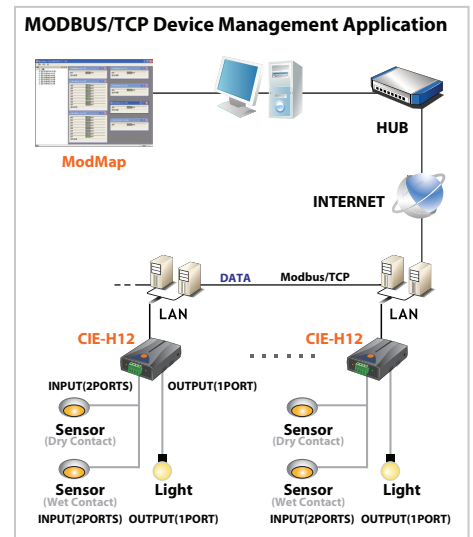 MODBUS/TCP Device Management Application
ModMap
HUB
INTERNET
DATA
Modbus/TCP
LAN
LAN
CIE-H12
CIE-H12
INPUT(2PORTS)
OUTPUT(1PORT)
Sensor
(Dry Contact)
Sensor
(Dry Contact)
Sensor
(Wet Contact)
Light
Sensor
(Wet Contact)
Light
INPUT(2PORTS)
OUTPUT(1PORT)
INPUT(2PORTS)
OUTPUT(1PORT)